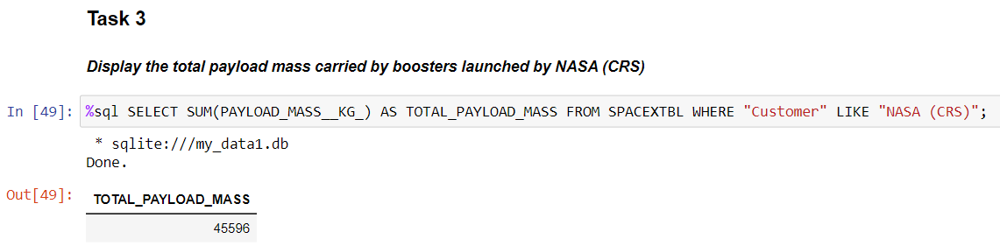 Task 3
Display the total payload mass carried by boosters launched by NASA (CRS)
In [49]: %sql SELECT SUM(PAYLOAD_MASS__KG_) AS TOTAL_PAYLOAD_MASS FROM SPACEXTBL WHERE "Customer" LIKE "NASA (CRS)";
* sqlite:///my_data1.db
Done.
Out[49]: TOTAL_PAYLOAD_MASS
45596